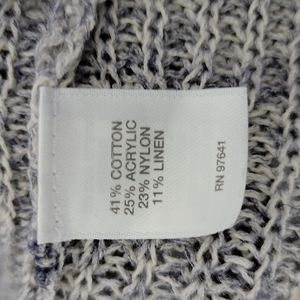 41% COTTON
25% ACRYLIC
23% NYLON
11% LINEN
RN 97641